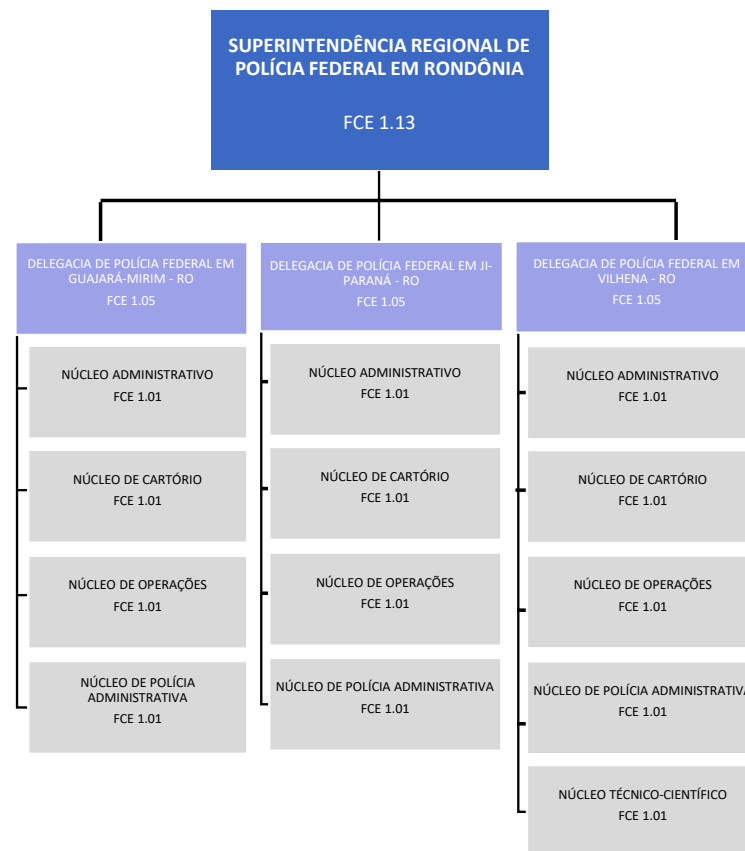 SUPERINTENDÊNCIA REGIONAL DE
POLÍCIA FEDERAL EM RONDÔNIA
FCE 1.13
DELEGACIA DE POLÍCIA FEDERAL EM
GUAJARÁ-MIRIM - RO
FCE 1.05
NÚCLEO ADMINISTRATIVO
FCE 1.01
NÚCLEO DE CARTÓRIO
FCE 1.01
NÚCLEO DE OPERAÇÕES
FCE 1.01
NÚCLEO DE POLÍCIA
ADMINISTRATIVA
FCE 1.01
DELEGACIA DE POLÍCIA FEDERAL EM JI-
PARANÁ - RO
FCE 1.05
NÚCLEO ADMINISTRATIVO
FCE 1.01
NÚCLEO DE CARTÓRIO
FCE 1.01
NÚCLEO DE OPERAÇÕES
FCE 1.01
NÚCLEO DE POLÍCIA ADMINISTRATIVA
FCE 1.01
DELEGACIA DE POLÍCIA FEDERAL EM
VILHENA - RO
FCE 1.05
NÚCLEO ADMINISTRATIVO
FCE 1.01
NÚCLEO DE CARTÓRIO
FCE 1.01
NÚCLEO DE OPERAÇÕES
FCE 1.01
NÚCLEO DE POLÍCIA ADMINISTRATIVA
FCE 1.01
NÚCLEO TÉCNICO-CIENTÍFICO
FCE 1.01